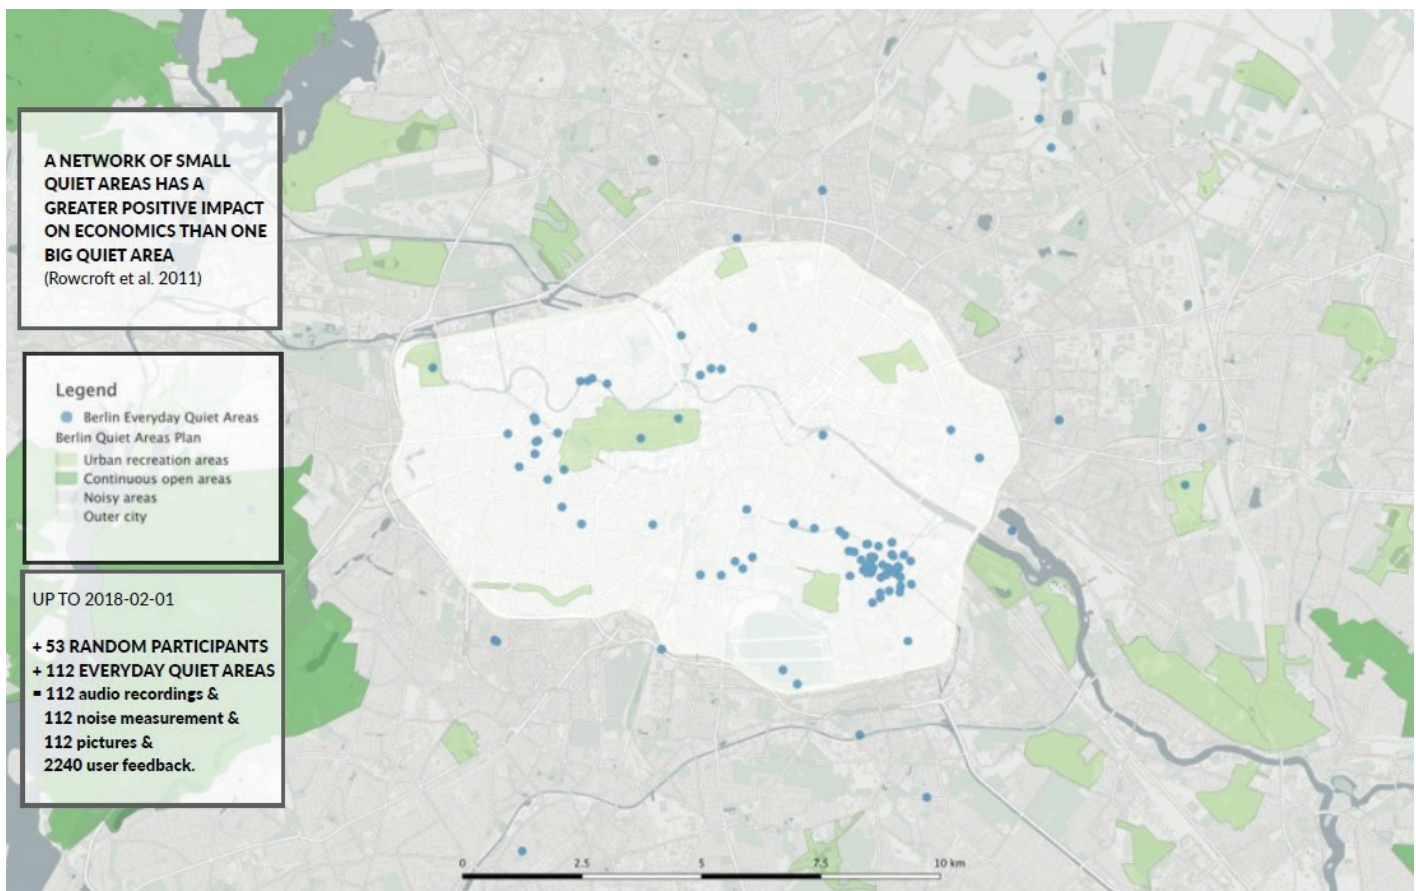 A NETWORK OF SMALL
QUIET AREAS HAS A
GREATER POSITIVE IMPACT
ON ECONOMICS THAN ONE
BIG QUIET AREA
(Rowcroft et al. 2011)
Legend
Berlin Everyday Quiet Areas
Berlin Quiet Areas Plan
Urban recreation areas
Continuous open areas
Noisy areas
Outer city
UP TO 2018-02-01
+ 53 RANDOM PARTICIPANTS
+ 112 EVERYDAY QUIET AREAS
= 112 audio recordings &
112 noise measurement &
112 pictures &
2240 user feedback.
0 2.5 5 7.5 10 km